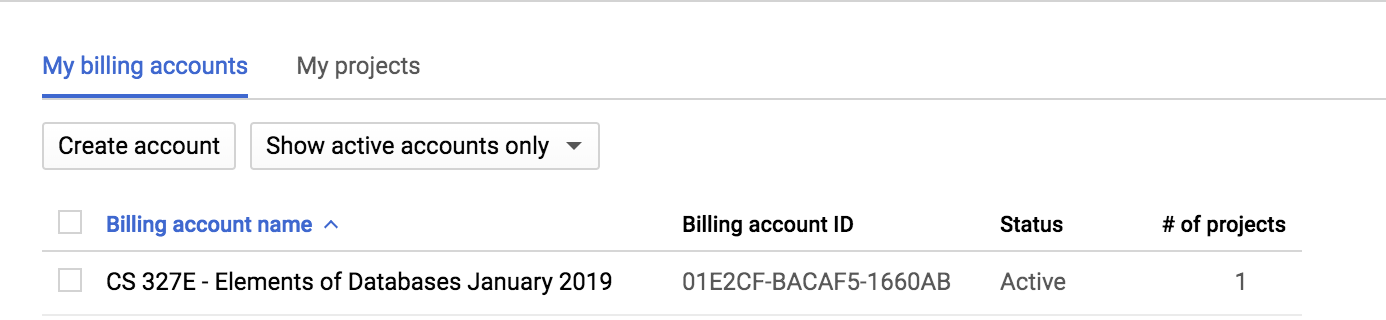 My billing accounts My projects
Create account Show active accounts only
Billing account name Billing account ID Status # of projects
CS 327E - Elements of Databases January 2019 01E2CF-BACAF5-1660AB Active 1